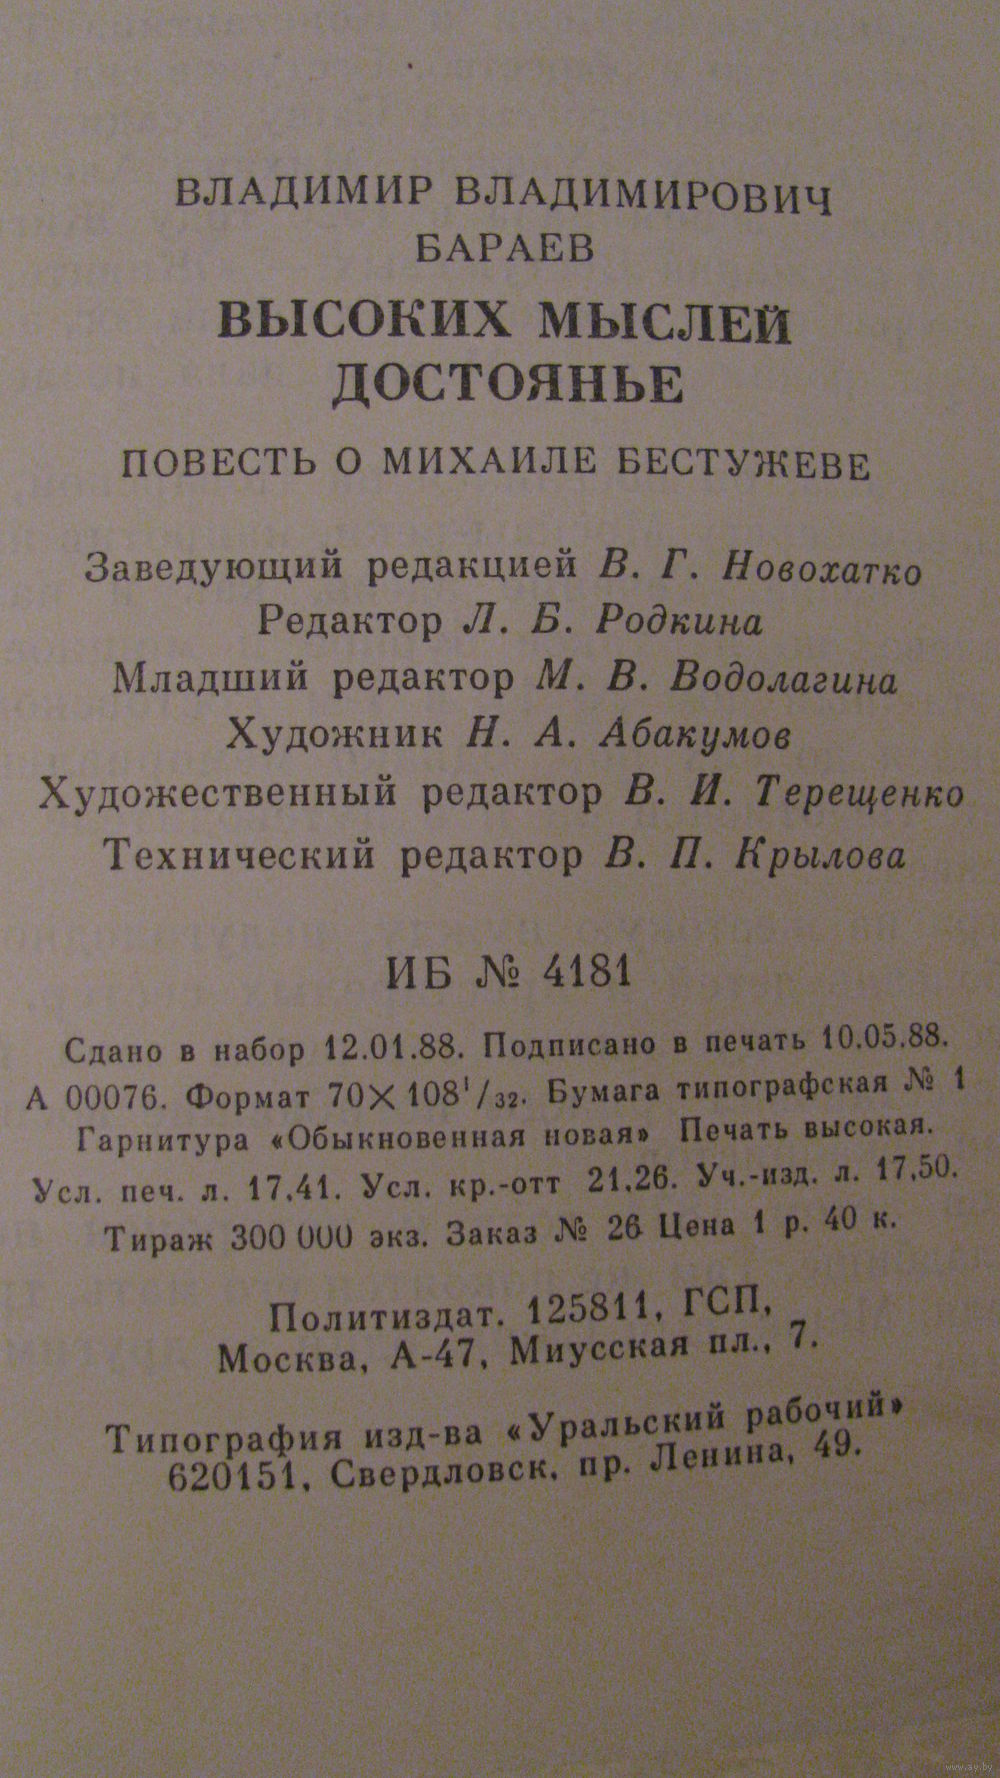 ВЛАДИМИР ВЛАДИМИРОВИЧ
БАРАЕВ
ВЫСОКИХ МЫСЛЕЙ
ДОСТОЯНЬЕ
ПОВЕСТЬ О МИХАИЛЕ БЕСТУЖЕВЕ
Заведующий редакцией В. Г. Новохатко
Редактор Л. Б. Родкина
Младший редактор М. В. Водолагина
Художник Н. А. Абакумов
Художественный редактор В. И. Терещенко
Технический редактор В. П. Крылова
ИБ № 4181
Сдано в набор 12.01.88. Подписано в печать 10.05.88.
А 00076. Формат 70×108¹/₃₂. Бумага типографская № 1
Гарнитура «Обыкновенная новая» Печать высокая.
Усл. печ. л. 17,41. Усл. кр.-отт 21,26. Уч.-изд. л. 17,50.
Тираж 300 000 экз. Заказ № 26 Цена 1 р. 40 к.
Политиздат. 125811, ГСП,
Москва, А-47, Миусская пл., 7.
Типография изд-ва «Уральский рабочий»
620151, Свердловск, пр. Ленина, 49.
www.ay.by